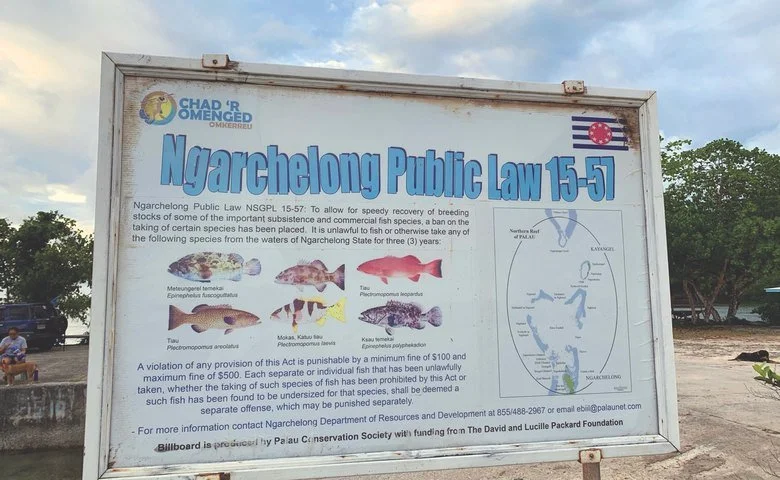 CHAD 'R
OMENGED
OMKERREU
Ngarchelong Public Law 15-57
Ngarchelong Public Law NSGPL 15-57: To allow for speedy recovery of breeding
stocks of some of the important subsistence and commercial fish species, a ban on the
taking of certain species has been placed. It is unlawful to fish or otherwise take any of
the following species from the waters of Ngarchelong State for three (3) years:
Meteungerel temekai
Epinephelus fuscoguttatus
Tiau
Plectropomous leopardus
Tiau
Plectropomous areolatus
Mokas, Katuu tiau
Plectropomous laevis
Ksau temekai
Epinephelus polyphekadion
Northern Reef
of PALAU
KAYANGEL
NGARCHELONG
A violation of any provision of this Act is punishable by a minimum fine of $100 and
maximum fine of $500. Each separate or individual fish that has been unlawfully
taken, whether the taking of such species of fish has been prohibited by this Act or
such fish has been found to be undersized for that species, shall be deemed a
separate offense, which may be punished separately.
- For more information contact Ngarchelong Department of Resources and Development at 855/488-2967 or email ebiil@palaunet.com
Billboard is produced by Palau Conservation Society with funding from The David and Lucille Packard Foundation